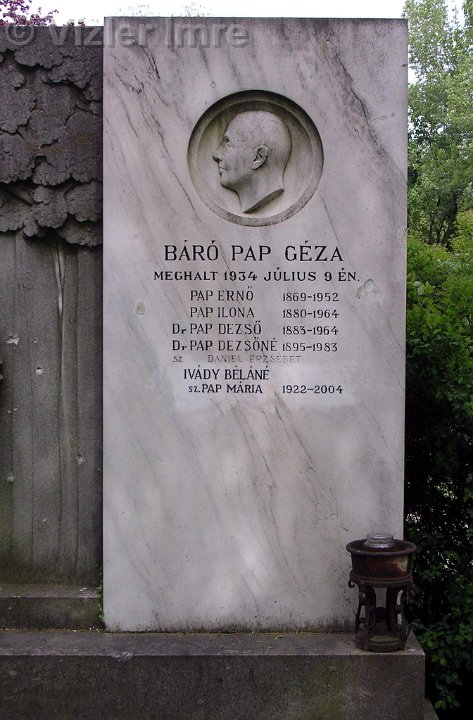 © Vizler Imre
BÁRÓ PAP GÉZA
MEGHALT 1934 JÚLIUS 9 ÉN.
PAP ERNŐ 1869-1952
PAP ILONA 1880-1964
Dr PAP DEZSŐ 1883-1964
Dr PAP DEZSŐNÉ 1895-1983
SZ DANIEL ERZSEBET
IVÁDY BÉLÁNÉ
SZ. PAP MÁRIA 1922-2004